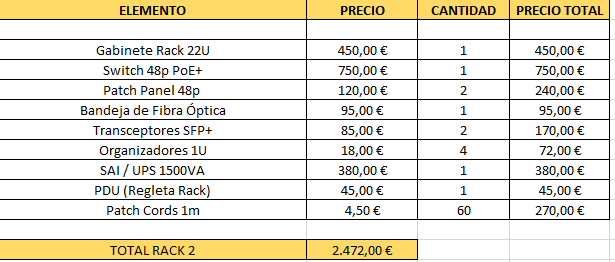 ELEMENTO PRECIO CANTIDAD PRECIO TOTAL
Gabinete Rack 22U 450,00 € 1 450,00 €
Switch 48p PoE+ 750,00 € 1 750,00 €
Patch Panel 48p 120,00 € 2 240,00 €
Bandeja de Fibra Óptica 95,00 € 1 95,00 €
Transceptores SFP+ 85,00 € 2 170,00 €
Organizadores 1U 18,00 € 4 72,00 €
SAI / UPS 1500VA 380,00 € 1 380,00 €
PDU (Regleta Rack) 45,00 € 1 45,00 €
Patch Cords 1m 4,50 € 60 270,00 €
TOTAL RACK 2 2.472,00 €